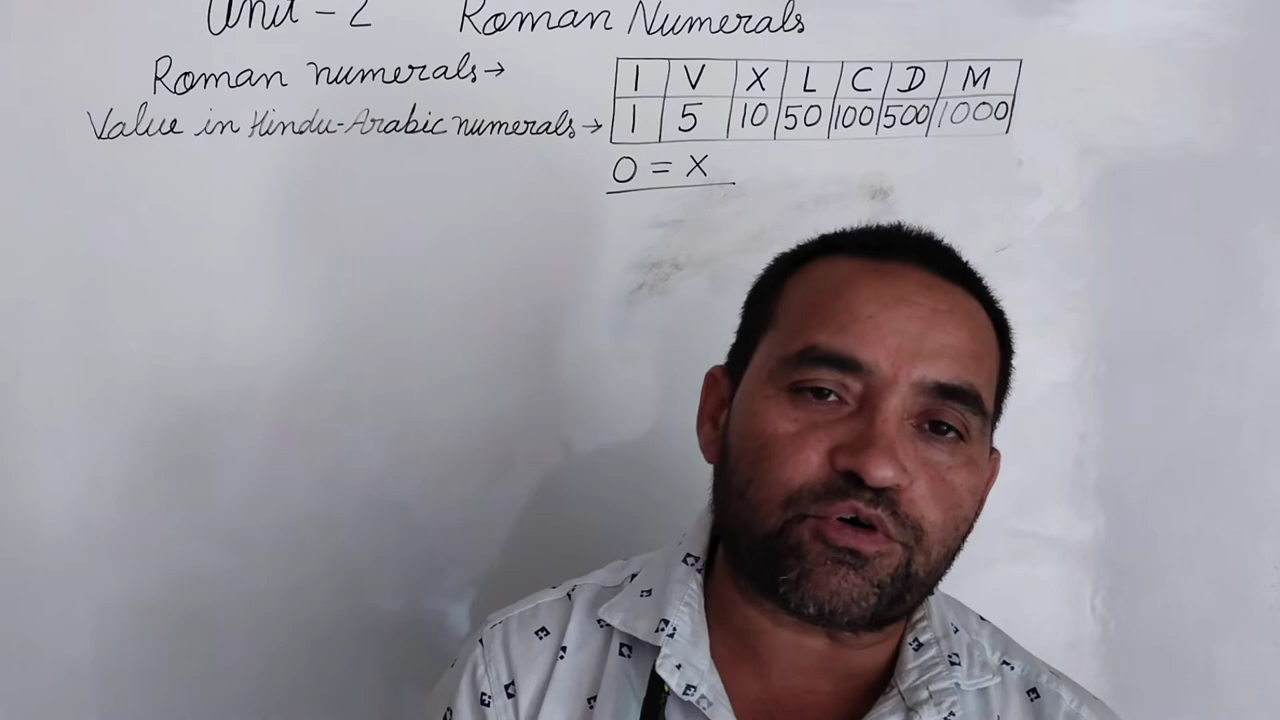 Unit - 2 Roman Numerals
Roman numerals→ I V X L C D M
Value in Hindu-Arabic numerals→ 1 5 10 50 100 500 1000
0 = X